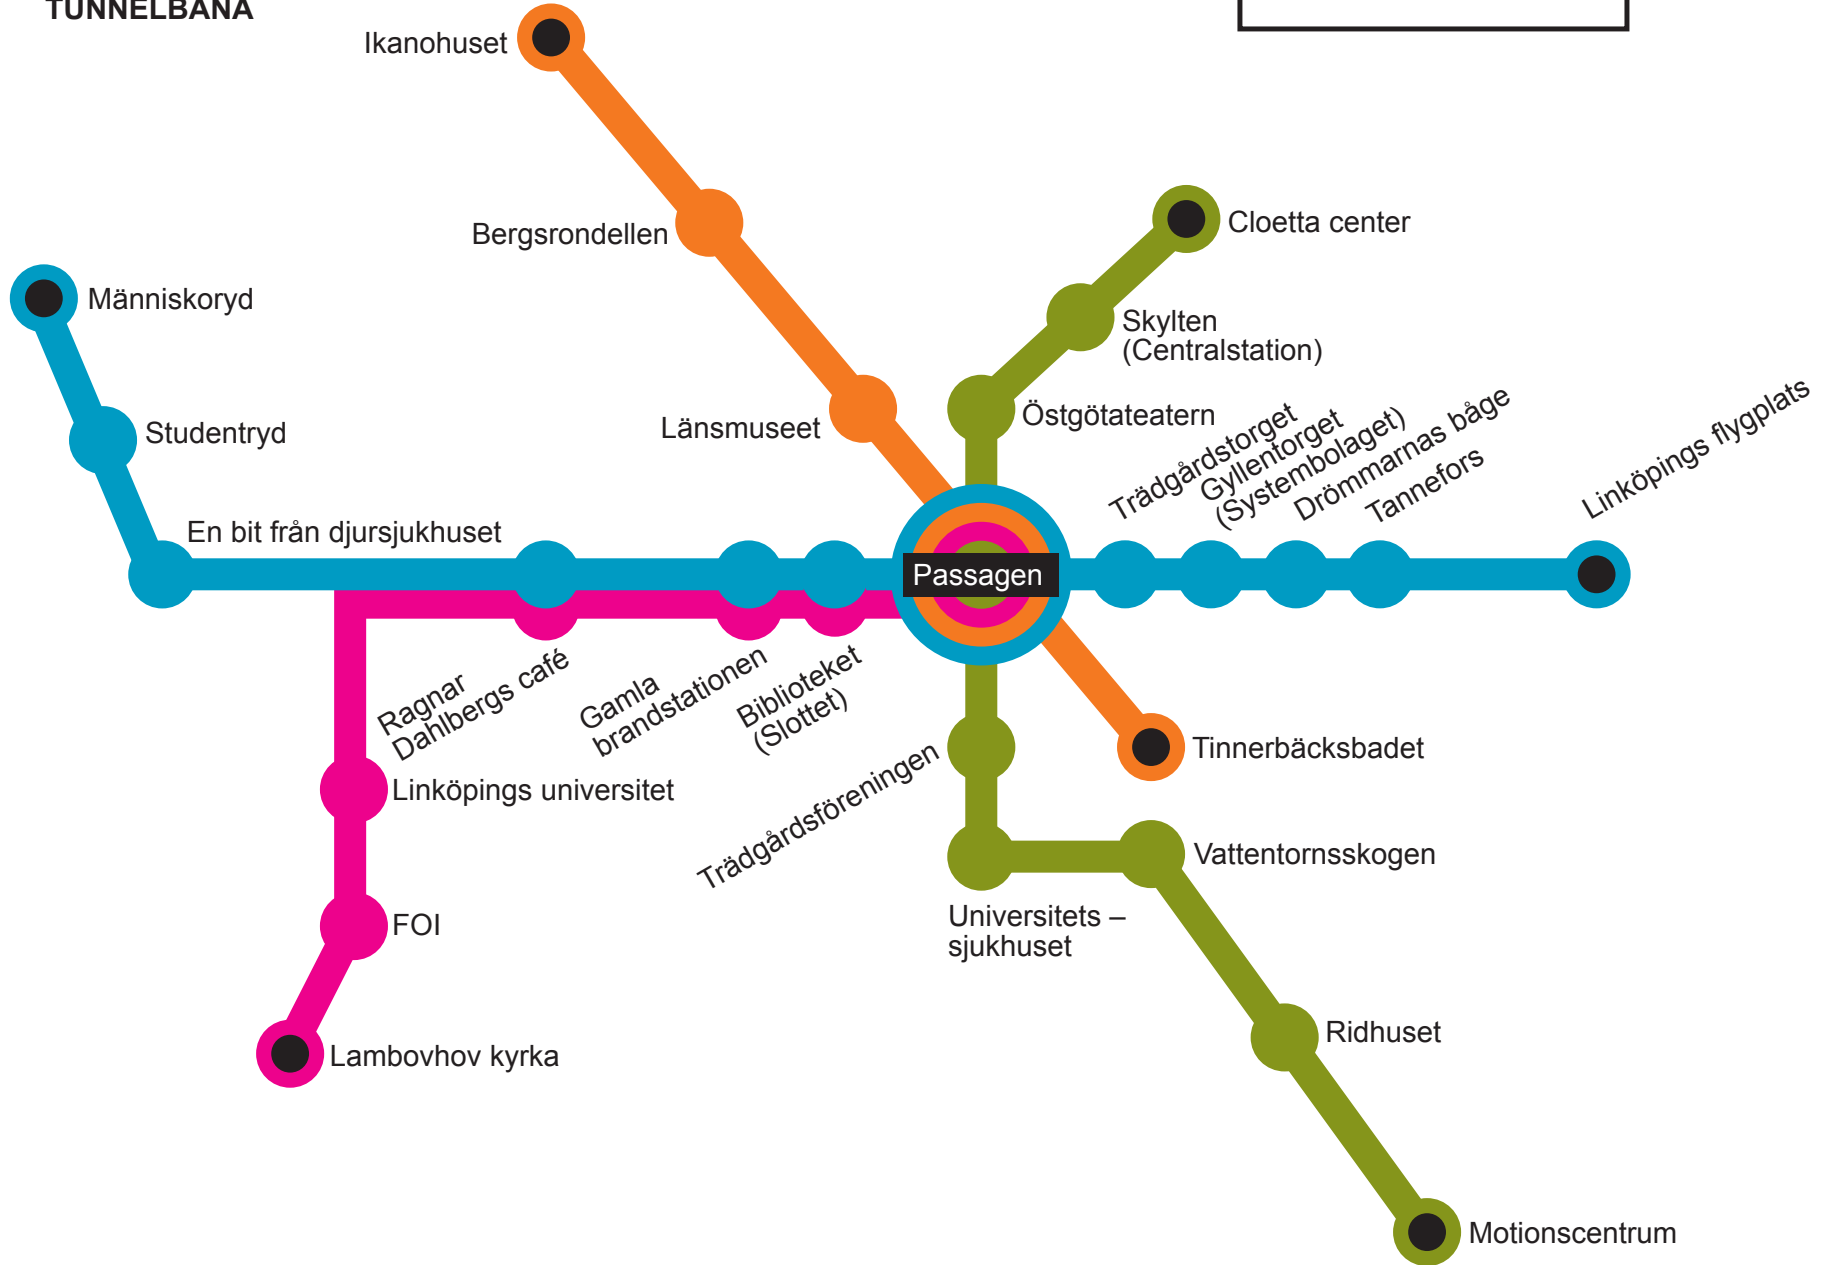 TUNNELBANA
Ikanohuset
Bergsrondellen
Cloetta center
Människoryd
Skylten
(Centralstation)
Studentryd
Länsmuseet
Östgötateatern
Trädgårdstorget
Gyllentorget
(Systembolaget)
Drömmarnas båge
Tannefors
Linköpings flygplats
En bit från djursjukhuset
Passagen
Ragnar
Dahlbergs café
Gamla
brandstationen
Biblioteket
(Slottet)
Tinnerbäcksbadet
Linköpings universitet
Trädgårdsföreningen
Vattentornsskogen
FOI
Universitets –
sjukhuset
Ridhuset
Lambovhov kyrka
Motionscentrum